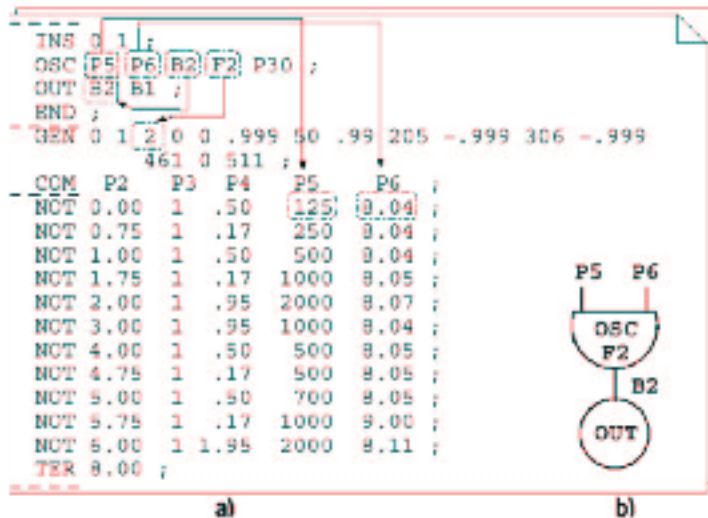 INS 0 1 ;
OSC P5 P6 B2 F2 P30 ;
OUT B2 B1 ;
END ;
GEN 0 1 2 0 0 .999 50 .99 205 -.999 306 -.999
461 0 511 ;
COM P2 P3 P4 P5 P6 ;
NOT 0.00 1 .50 125 8.04 ;
NOT 0.75 1 .17 250 8.04 ;
NOT 1.00 1 .50 500 8.04 ;
NOT 1.75 1 .17 1000 8.05 ;
NOT 2.00 1 .95 2000 8.07 ;
NOT 3.00 1 .95 1000 8.04 ;
NOT 4.00 1 .50 500 8.05 ;
NOT 4.75 1 .17 500 8.05 ;
NOT 5.00 1 .50 700 8.05 ;
NOT 5.75 1 .17 1000 9.00 ;
NOT 6.00 1 1.95 2000 8.11 ;
TER 8.00 ;
P5 P6
OSC
F2
B2
OUT
a) b)